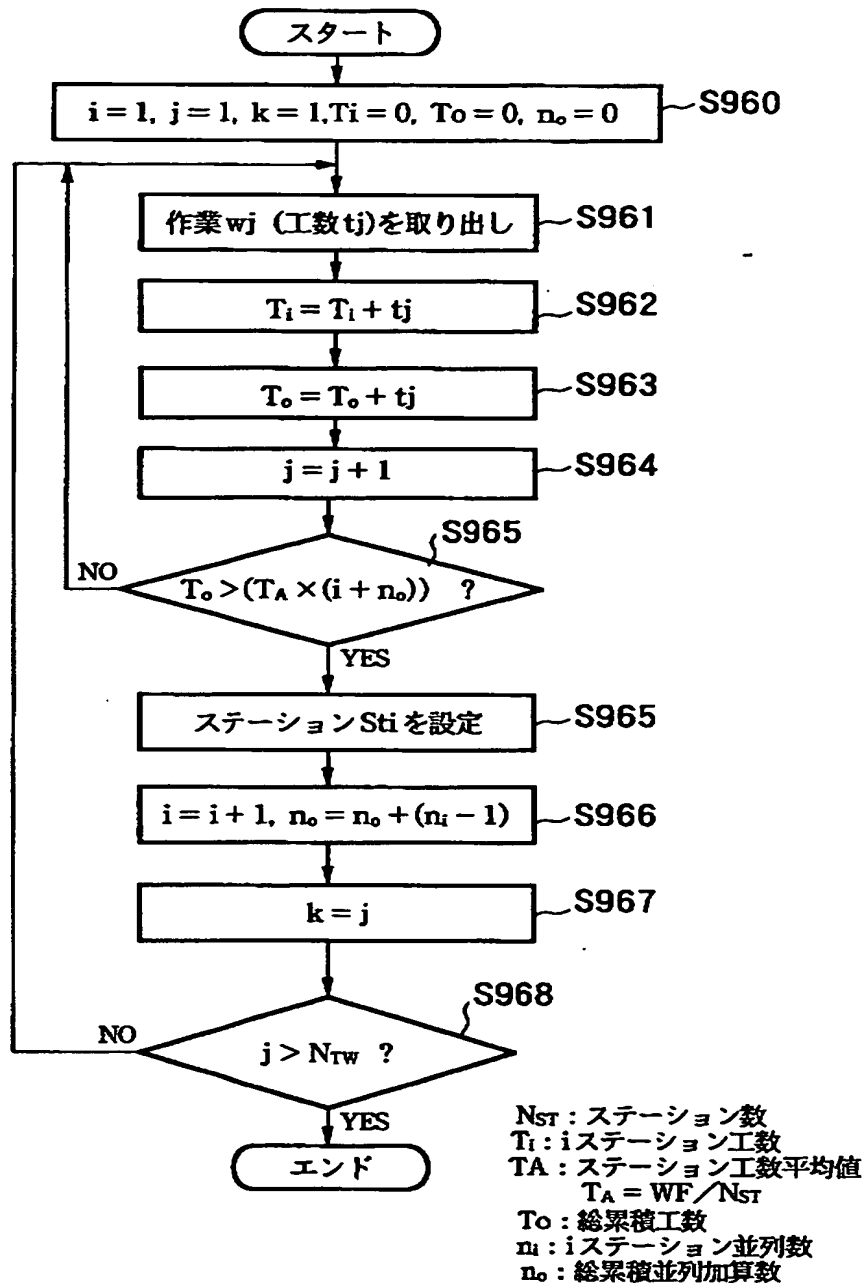 スタート
i = 1, j = 1, k = 1, Ti = 0, To = 0, no = 0
S960
作業wj (工数tj)を取り出し
S961
Ti = Ti + tj
S962
To = To + tj
S963
j = j + 1
S964
S965
NO
To > (TA × (i + no)) ?
YES
ステーションStiを設定
S965
i = i + 1, no = no + (ni − 1)
S966
k = j
S967
S968
NO
j > NTW ?
YES
エンド
NST : ステーション数
Ti : iステーション工数
TA : ステーション工数平均値
TA = WF／NST
To : 総累積工数
ni : iステーション並列数
no : 総累積並列加算数